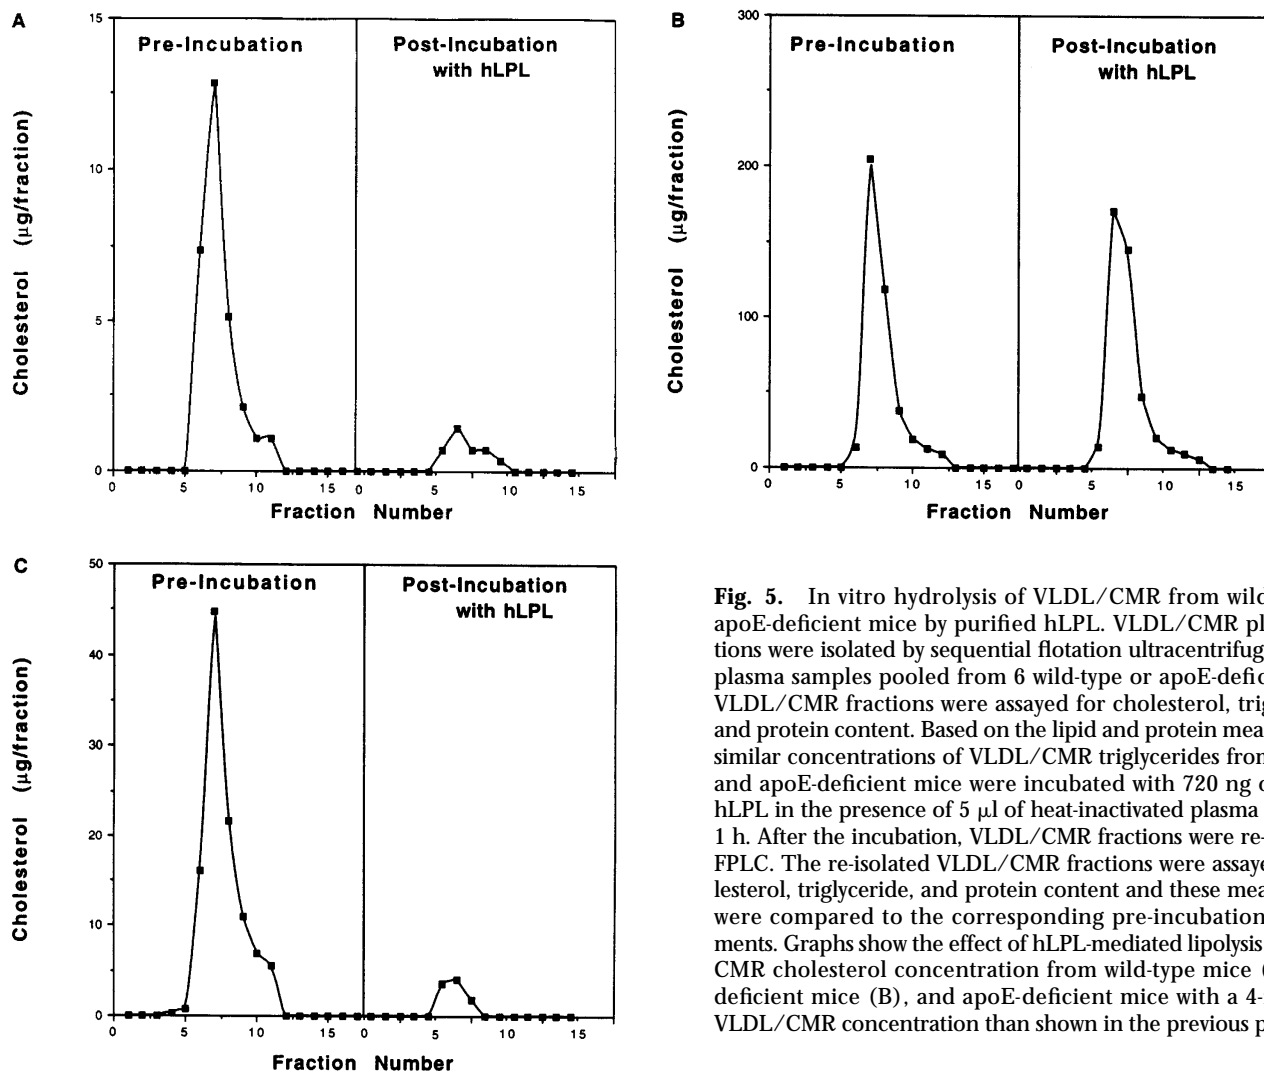 A
15
10
5
0
Pre-Incubation
Post-Incubation
with hLPL
Cholesterol (μg/fraction)
0 5 10 15 0 5 10 15
Fraction Number
B
300
200
100
0
Pre-Incubation
Post-Incubation
with hLPL
Cholesterol (μg/fraction)
0 5 10 15 0 5 10 15
Fraction Number
C
50
40
30
20
10
0
Pre-Incubation
Post-Incubation
with hLPL
Cholesterol (μg/fraction)
0 5 10 15 0 5 10 15
Fraction Number
Fig. 5. In vitro hydrolysis of VLDL/CMR from wild
apoE-deficient mice by purified hLPL. VLDL/CMR pl
tions were isolated by sequential flotation ultracentrifug
plasma samples pooled from 6 wild-type or apoE-defic
VLDL/CMR fractions were assayed for cholesterol, trig
and protein content. Based on the lipid and protein mea
similar concentrations of VLDL/CMR triglycerides from
and apoE-deficient mice were incubated with 720 ng o
hLPL in the presence of 5 μl of heat-inactivated plasma
1 h. After the incubation, VLDL/CMR fractions were re-
FPLC. The re-isolated VLDL/CMR fractions were assaye
lesterol, triglyceride, and protein content and these mea
were compared to the corresponding pre-incubation
ments. Graphs show the effect of hLPL-mediated lipolysis
CMR cholesterol concentration from wild-type mice (
deficient mice (B), and apoE-deficient mice with a 4-
VLDL/CMR concentration than shown in the previous p